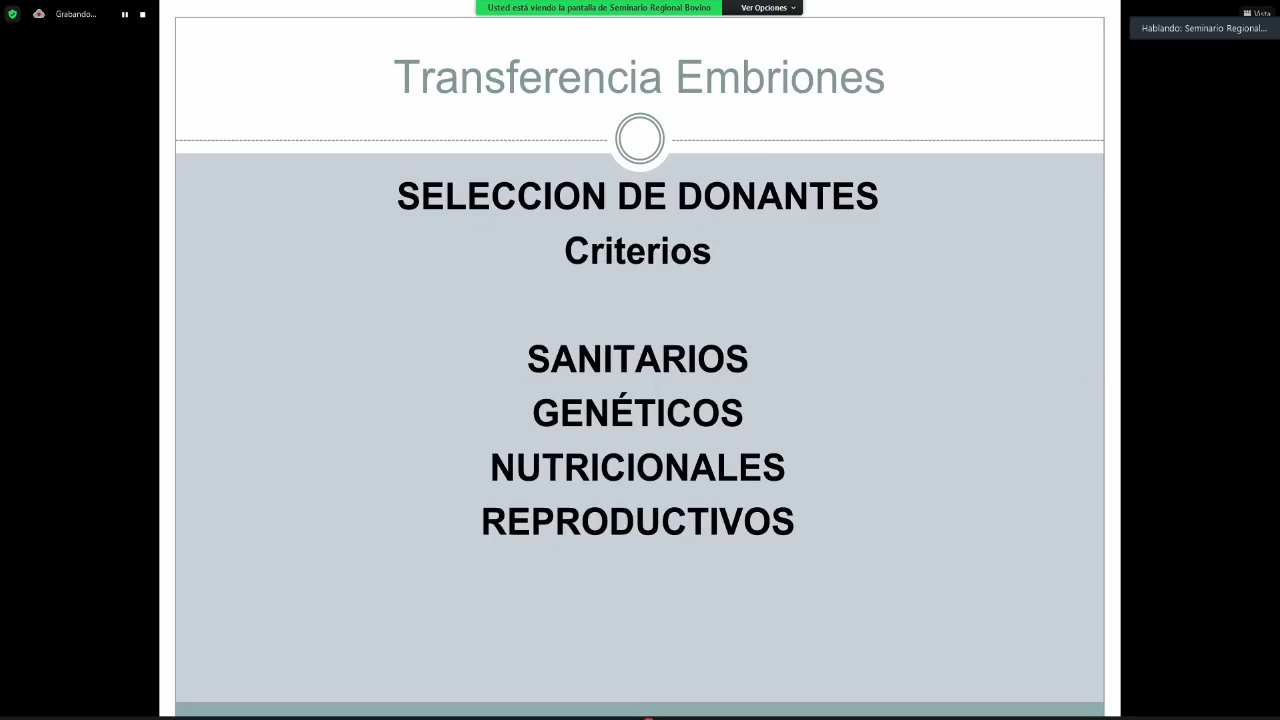 Grabando...
Usted está viendo la pantalla de Seminario Regional Bovino
Ver Opciones
Vista
Hablando: Seminario Regional...
Transferencia Embriones
SELECCION DE DONANTES
Criterios
SANITARIOS
GENÉTICOS
NUTRICIONALES
REPRODUCTIVOS